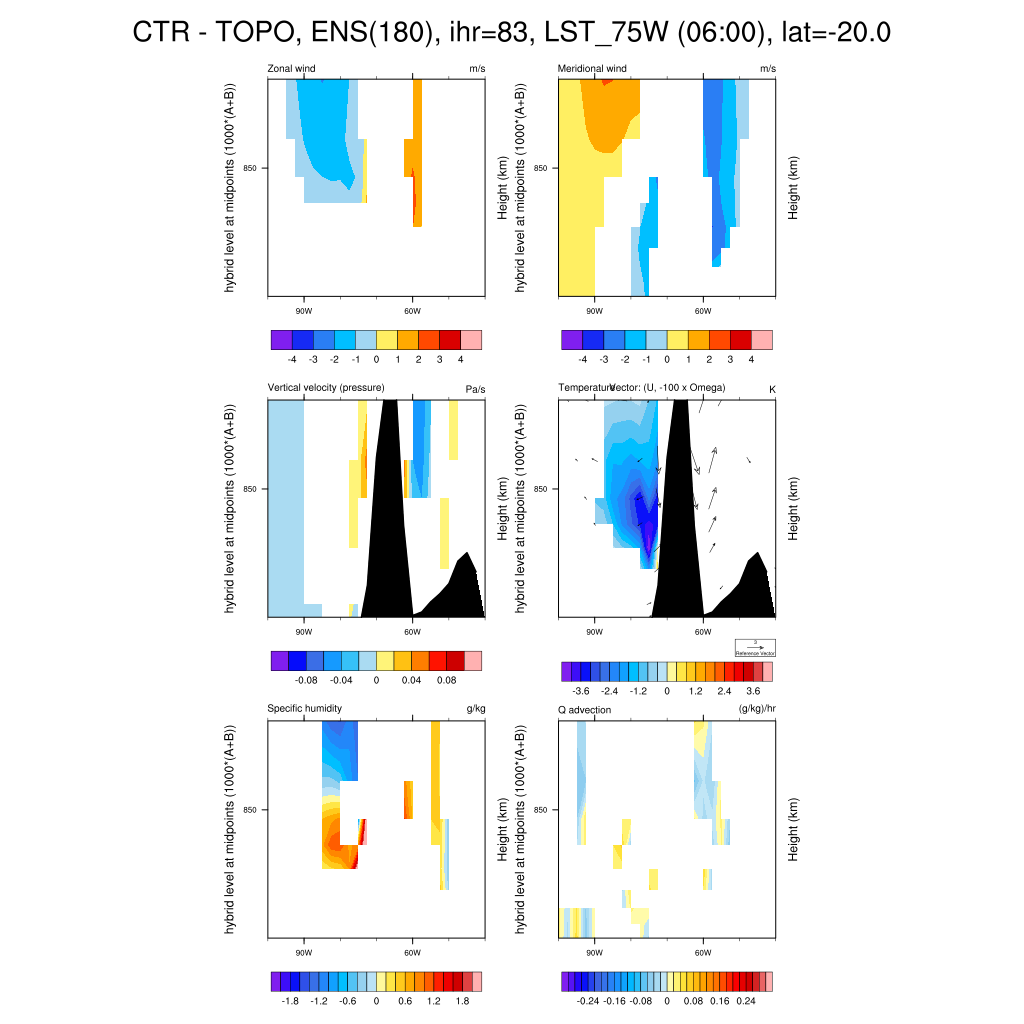 CTR - TOPO, ENS(180), ihr=83, LST_75W (06:00), lat=-20.0
Zonal wind m/s
hybrid level at midpoints (1000*(A+B))
850
Height (km)
90W 60W
-4 -3 -2 -1 0 1 2 3 4
Meridional wind m/s
hybrid level at midpoints (1000*(A+B))
850
Height (km)
90W 60W
-4 -3 -2 -1 0 1 2 3 4
Vertical velocity (pressure) Pa/s
hybrid level at midpoints (1000*(A+B))
850
Height (km)
90W 60W
-0.08 -0.04 0 0.04 0.08
Temperature Vector: (U, -100 x Omega) K
hybrid level at midpoints (1000*(A+B))
850
Height (km)
90W 60W
3
Reference Vector
-3.6 -2.4 -1.2 0 1.2 2.4 3.6
Specific humidity g/kg
hybrid level at midpoints (1000*(A+B))
850
Height (km)
90W 60W
-1.8 -1.2 -0.6 0 0.6 1.2 1.8
Q advection (g/kg)/hr
hybrid level at midpoints (1000*(A+B))
850
Height (km)
90W 60W
-0.24 -0.16 -0.08 0 0.08 0.16 0.24